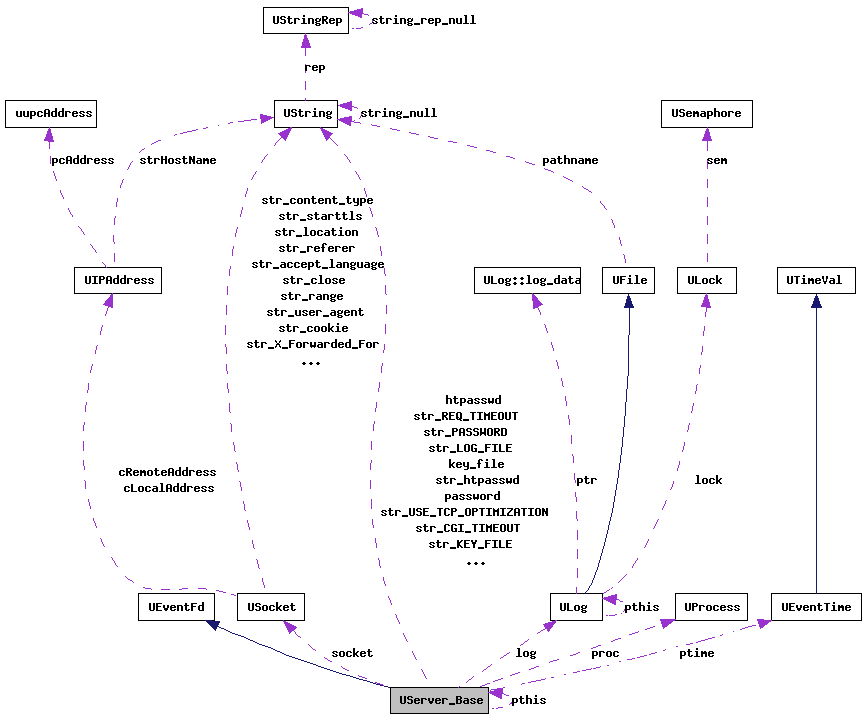 UStringRep
string_rep_null
rep
uupcAddress
UString
string_null
USemaphore
pcAddress
strHostName
pathname
sem
str_content_type
str_starttls
str_location
str_referer
str_accept_language
str_close
str_range
str_user_agent
str_cookie
str_X_Forwarded_For
...
UIPAddress
ULog::log_data
UFile
ULock
UTimeVal
htpasswd
str_REQ_TIMEOUT
str_PASSWORD
str_LOG_FILE
key_file
str_htpasswd
password
str_USE_TCP_OPTIMIZATION
str_CGI_TIMEOUT
str_KEY_FILE
...
cRemoteAddress
cLocalAddress
ptr
lock
UEventFd
USocket
ULog
pthis
UProcess
UEventTime
socket
log
proc
ptime
UServer_Base
pthis